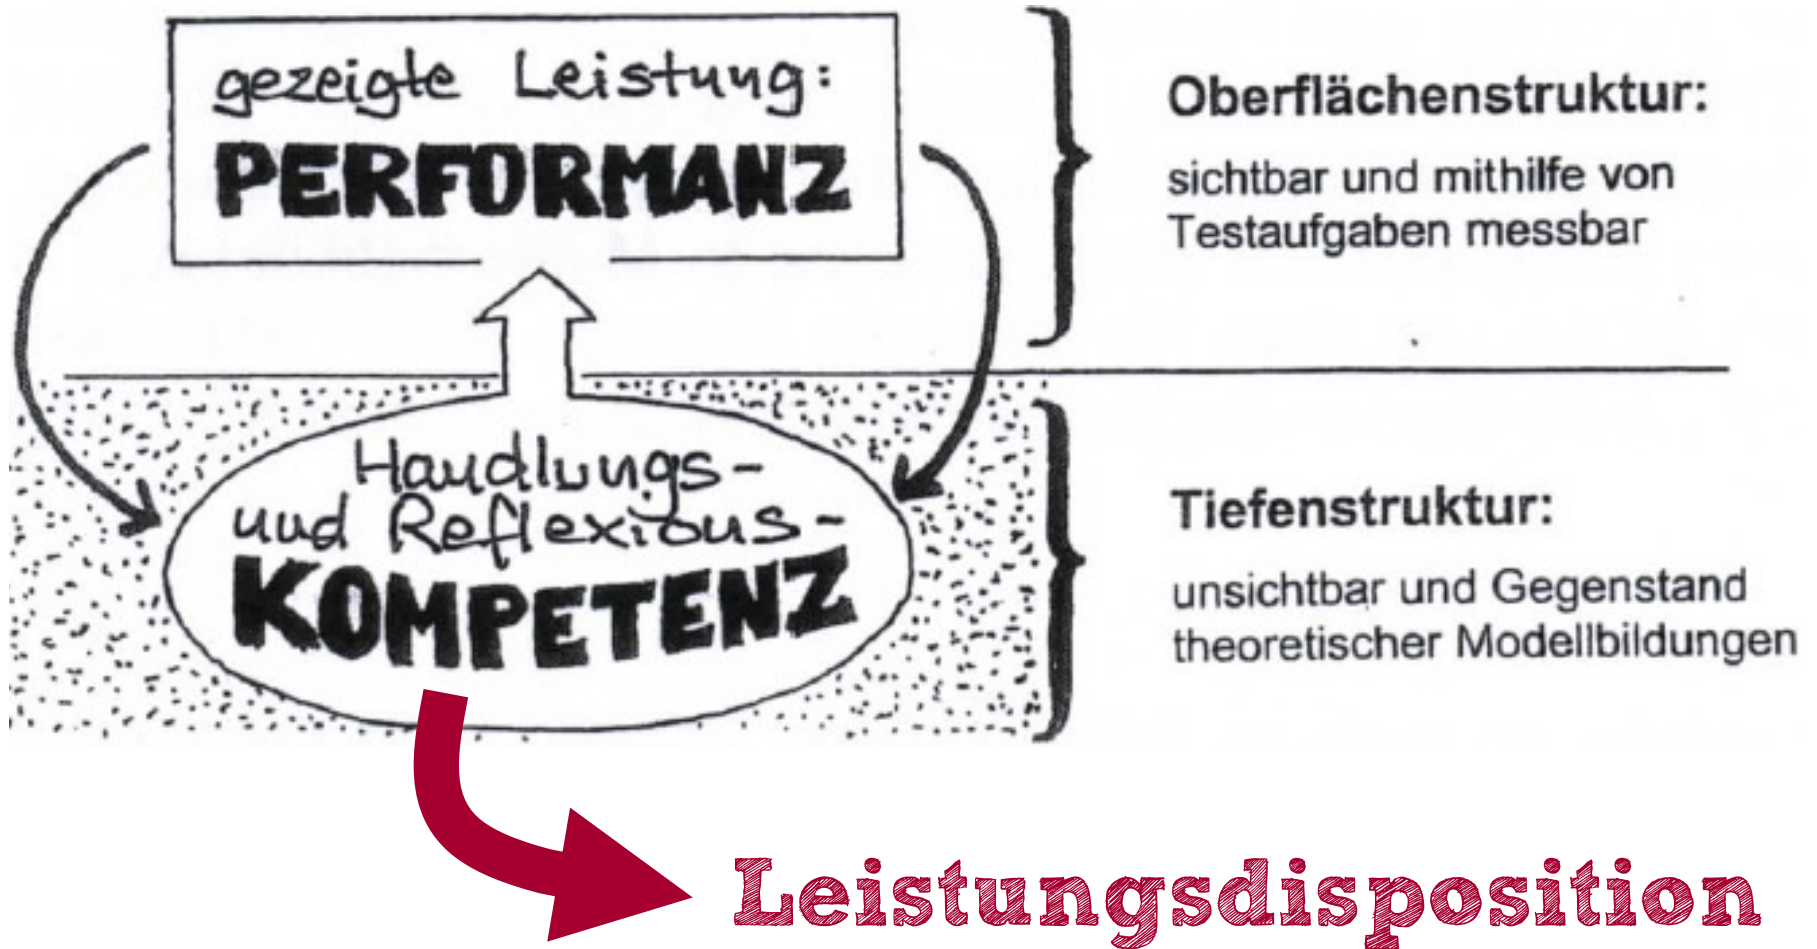 gezeigte Leistung:
PERFORMANZ
Oberflächenstruktur:
sichtbar und mithilfe von
Testaufgaben messbar
Handlungs-
und Reflexions-
KOMPETENZ
Tiefenstruktur:
unsichtbar und Gegenstand
theoretischer Modellbildungen
Leistungsdisposition